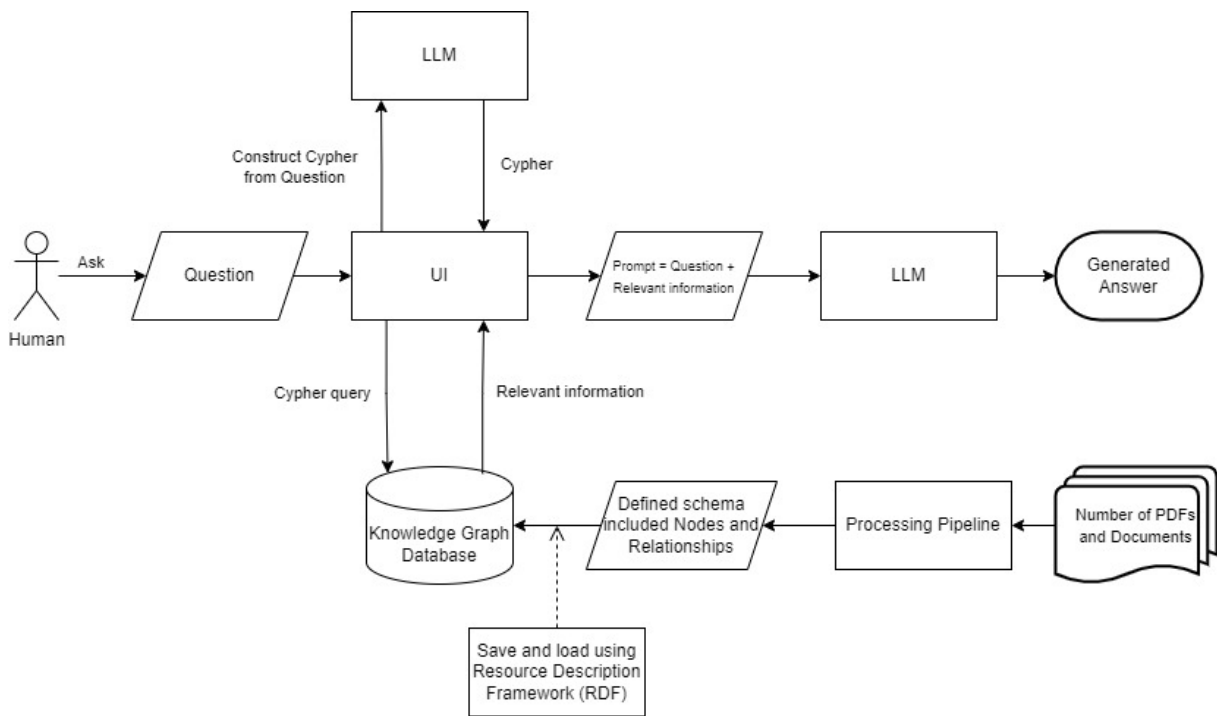 LLM
Construct Cypher
from Question
Cypher
Ask
Human
Question
UI
Prompt = Question +
Relevant information
LLM
Generated
Answer
Cypher query
Relevant information
Knowledge Graph
Database
Defined schema
included Nodes and
Relationships
Processing Pipeline
Number of PDFs
and Documents
Save and load using
Resource Description
Framework (RDF)